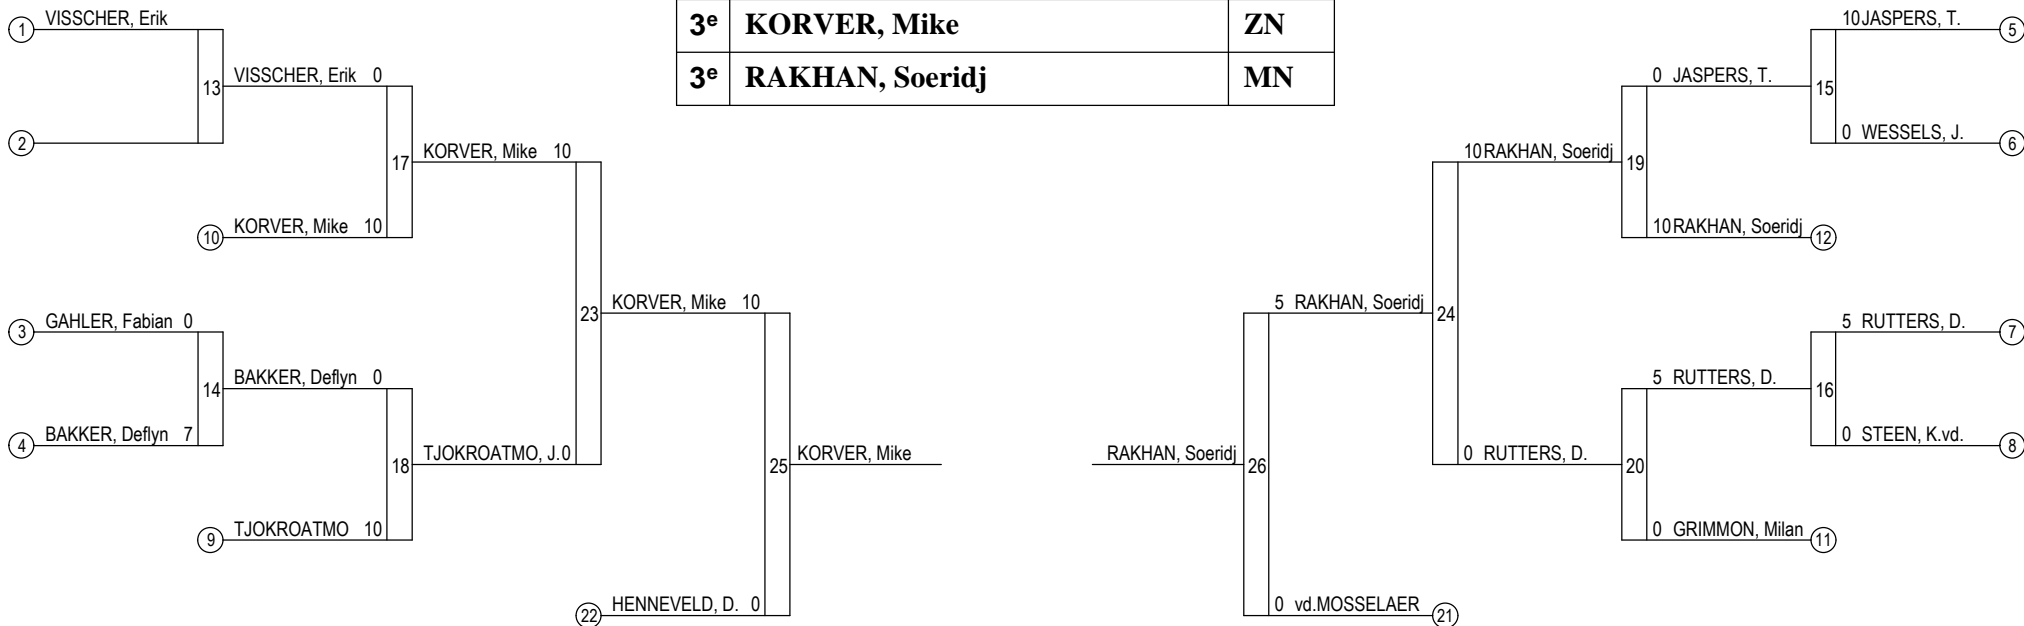 3e KORVER, Mike ZN
3e RAKHAN, Soeridj MN
1 VISSCHER, Erik
2
13
VISSCHER, Erik 0
10 KORVER, Mike 10
17
KORVER, Mike 10
3 GAHLER, Fabian 0
4 BAKKER, Deflyn 7
14
BAKKER, Deflyn 0
9 TJOKROATMO 10
18
TJOKROATMO, J. 0
23
KORVER, Mike 10
22 HENNEVELD, D. 0
25
KORVER, Mike
10 JASPERS, T. 5
0 WESSELS, J. 6
15
0 JASPERS, T.
10 RAKHAN, Soeridj 12
19
10 RAKHAN, Soeridj
5 RUTTERS, D. 7
0 STEEN, K.vd. 8
16
5 RUTTERS, D.
0 GRIMMON, Milan 11
20
0 RUTTERS, D.
24
5 RAKHAN, Soeridj
0 vd.MOSSELAER 21
26
RAKHAN, Soeridj